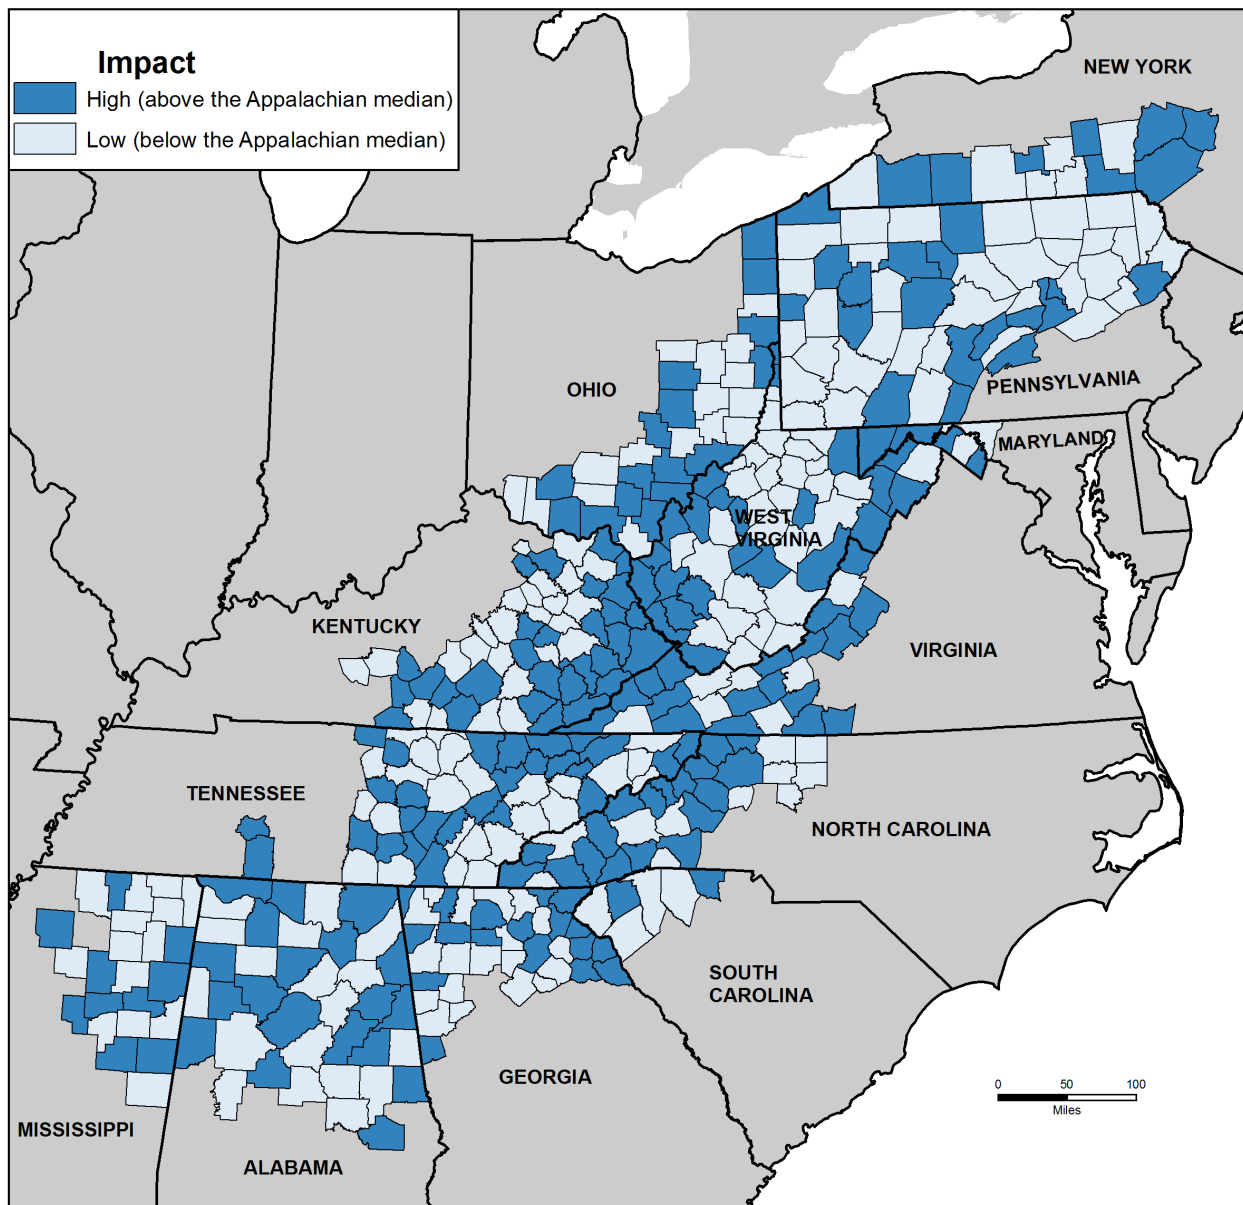 Impact
High (above the Appalachian median)
Low (below the Appalachian median)
NEW YORK
OHIO
PENNSYLVANIA
MARYLAND
WEST
VIRGINIA
KENTUCKY
VIRGINIA
TENNESSEE
NORTH CAROLINA
SOUTH
CAROLINA
GEORGIA
MISSISSIPPI
ALABAMA
0 50 100
Miles